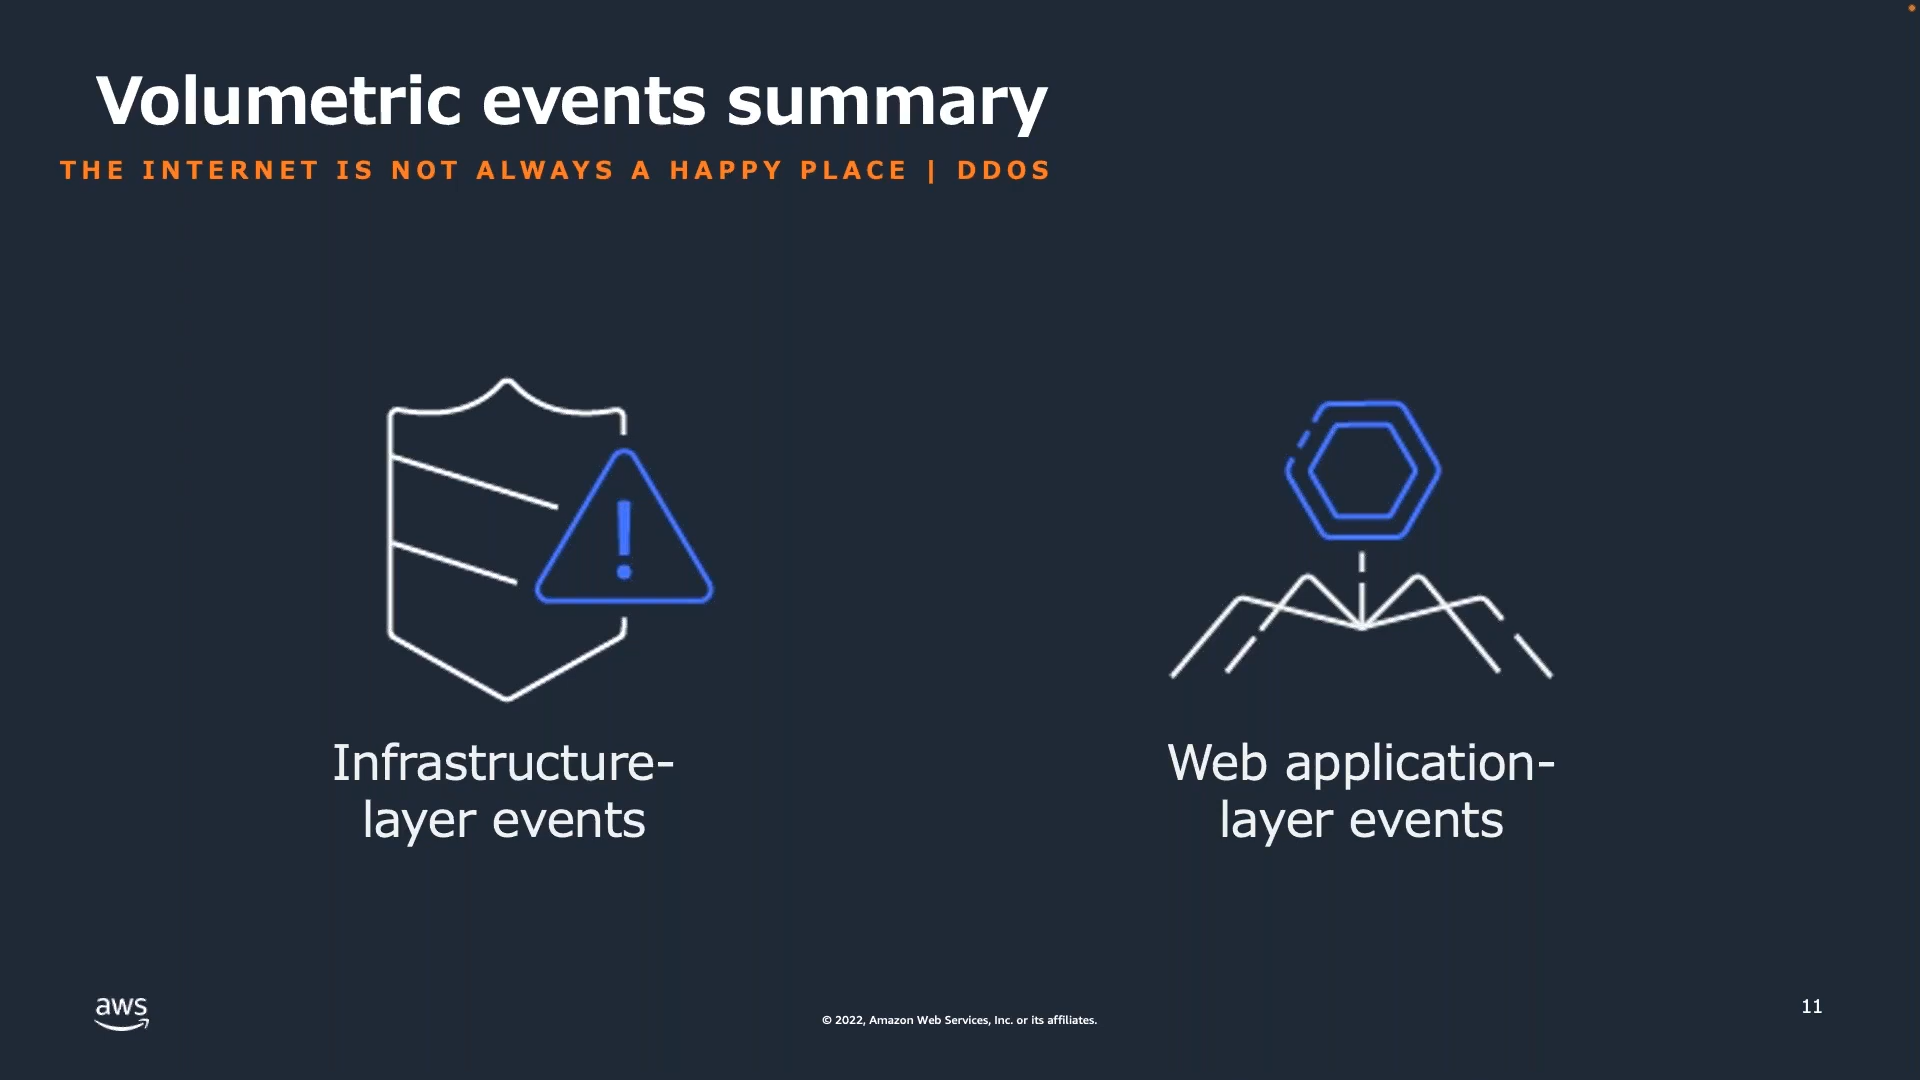 Volumetric events summary
THE INTERNET IS NOT ALWAYS A HAPPY PLACE | DDOS
Infrastructure-
layer events
Web application-
layer events
aws
© 2022, Amazon Web Services, Inc. or its affiliates.
11